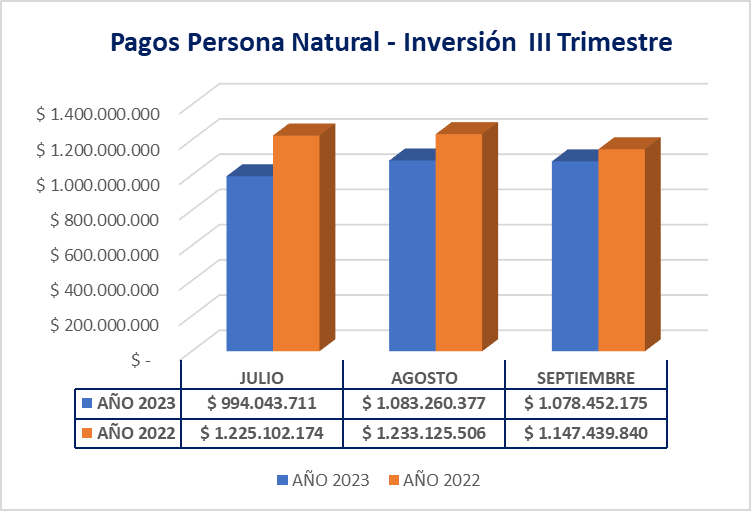 Pagos Persona Natural - Inversión III Trimestre
$ 1.400.000.000
$ 1.200.000.000
$ 1.000.000.000
$ 800.000.000
$ 600.000.000
$ 400.000.000
$ 200.000.000
$ -
JULIO AGOSTO SEPTIEMBRE
AÑO 2023 $ 994.043.711 $ 1.083.260.377 $ 1.078.452.175
AÑO 2022 $ 1.225.102.174 $ 1.233.125.506 $ 1.147.439.840
AÑO 2023 AÑO 2022